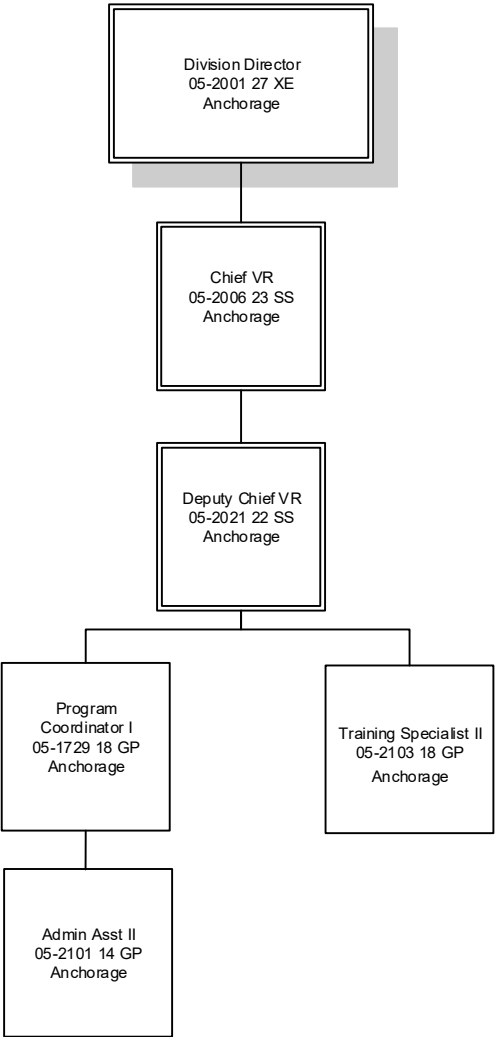 Division Director
05-2001 27 XE
Anchorage
Chief VR
05-2006 23 SS
Anchorage
Deputy Chief VR
05-2021 22 SS
Anchorage
Program
Coordinator I
05-1729 18 GP
Anchorage
Training Specialist II
05-2103 18 GP
Anchorage
Admin Asst II
05-2101 14 GP
Anchorage